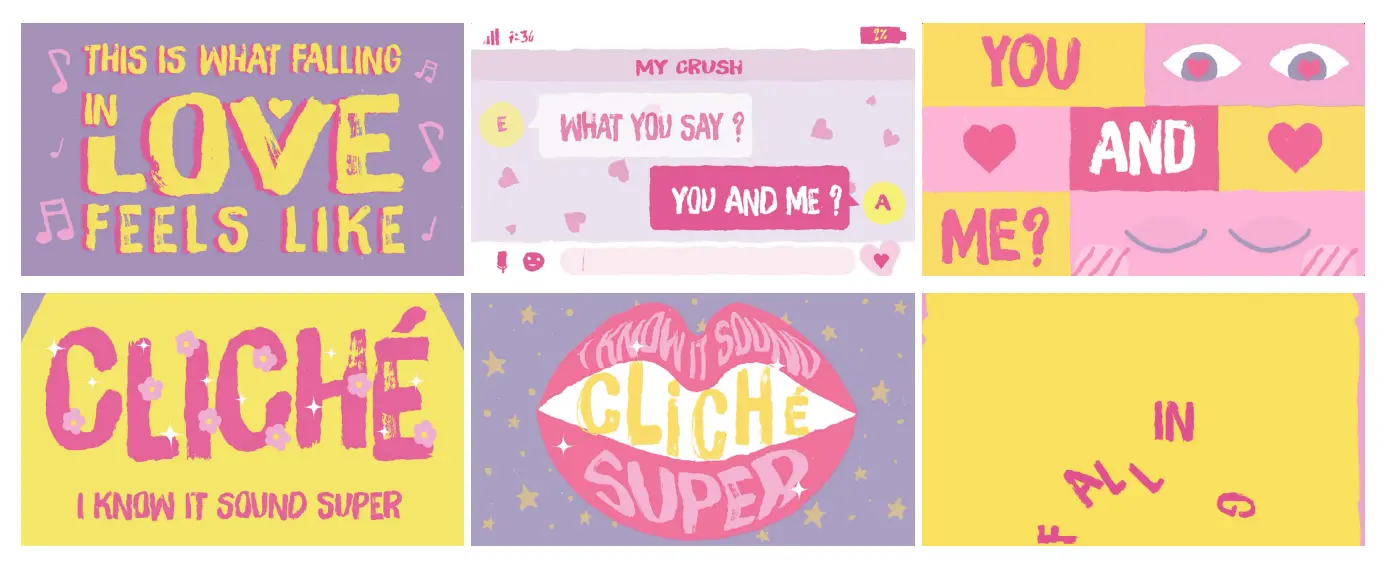 THIS IS WHAT FALLING
IN
LOVE
FEELS LIKE
7:36
2%
MY CRUSH
E
WHAT YOU SAY ?
YOU AND ME ?
A
YOU
AND
ME?
CLICHÉ
I KNOW IT SOUND SUPER
I KNOW IT SOUND
CLiCHÉ
SUPER
IN
ALL
F
G